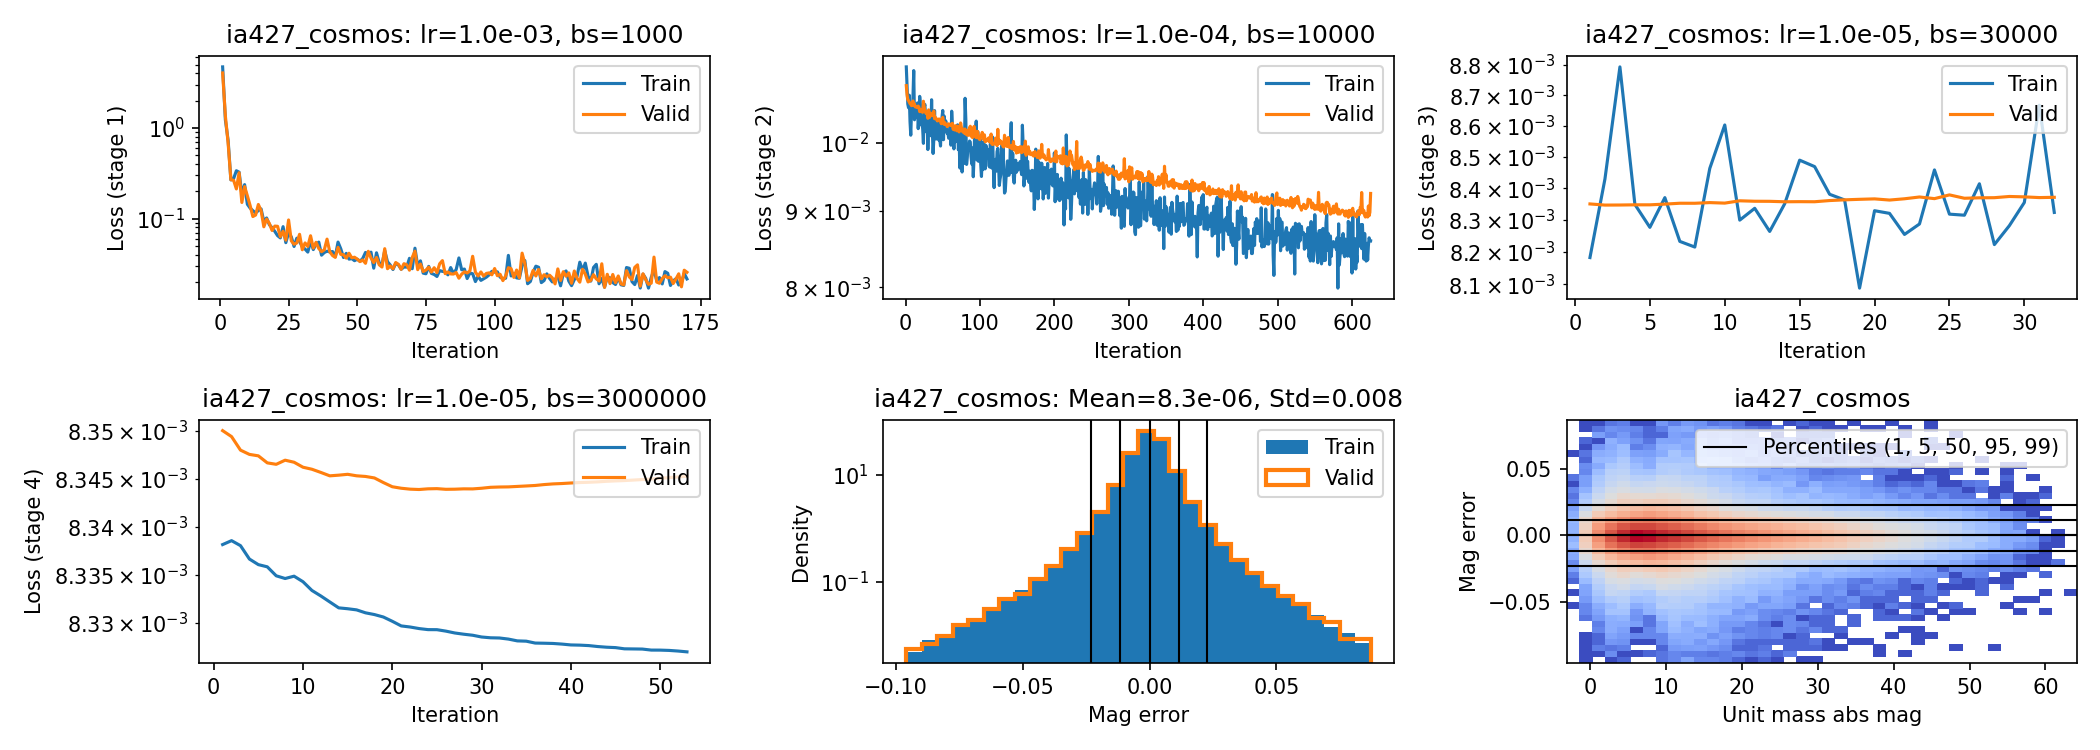 ia427_cosmos: lr=1.0e-03, bs=1000
Loss (stage 1)
10⁰
10⁻¹
Train
Valid
0 25 50 75 100 125 150 175
Iteration
ia427_cosmos: lr=1.0e-04, bs=10000
Loss (stage 2)
10⁻²
9 × 10⁻³
8 × 10⁻³
Train
Valid
0 100 200 300 400 500 600
Iteration
ia427_cosmos: lr=1.0e-05, bs=30000
Loss (stage 3)
8.8 × 10⁻³
8.7 × 10⁻³
8.6 × 10⁻³
8.5 × 10⁻³
8.4 × 10⁻³
8.3 × 10⁻³
8.2 × 10⁻³
8.1 × 10⁻³
Train
Valid
0 5 10 15 20 25 30
Iteration
ia427_cosmos: lr=1.0e-05, bs=3000000
Loss (stage 4)
8.35 × 10⁻³
8.345 × 10⁻³
8.34 × 10⁻³
8.335 × 10⁻³
8.33 × 10⁻³
Train
Valid
0 10 20 30 40 50
Iteration
ia427_cosmos: Mean=8.3e-06, Std=0.008
Density
10¹
10⁻¹
Train
Valid
−0.10 −0.05 0.00 0.05
Mag error
ia427_cosmos
Mag error
0.05
0.00
−0.05
Percentiles (1, 5, 50, 95, 99)
0 10 20 30 40 50 60
Unit mass abs mag